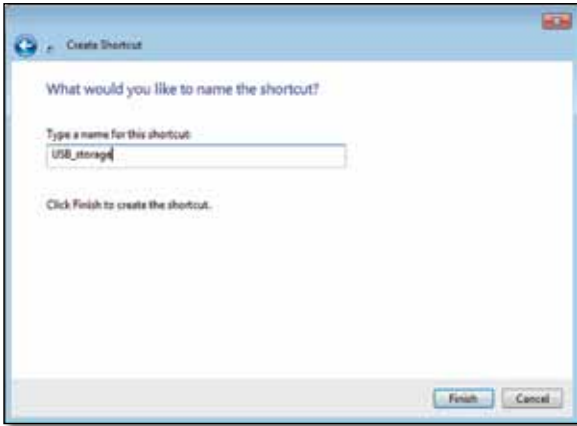 Create Shortcut
What would you like to name the shortcut?
Type a name for this shortcut:
USB_storage
Click Finish to create the shortcut.
Finish Cancel